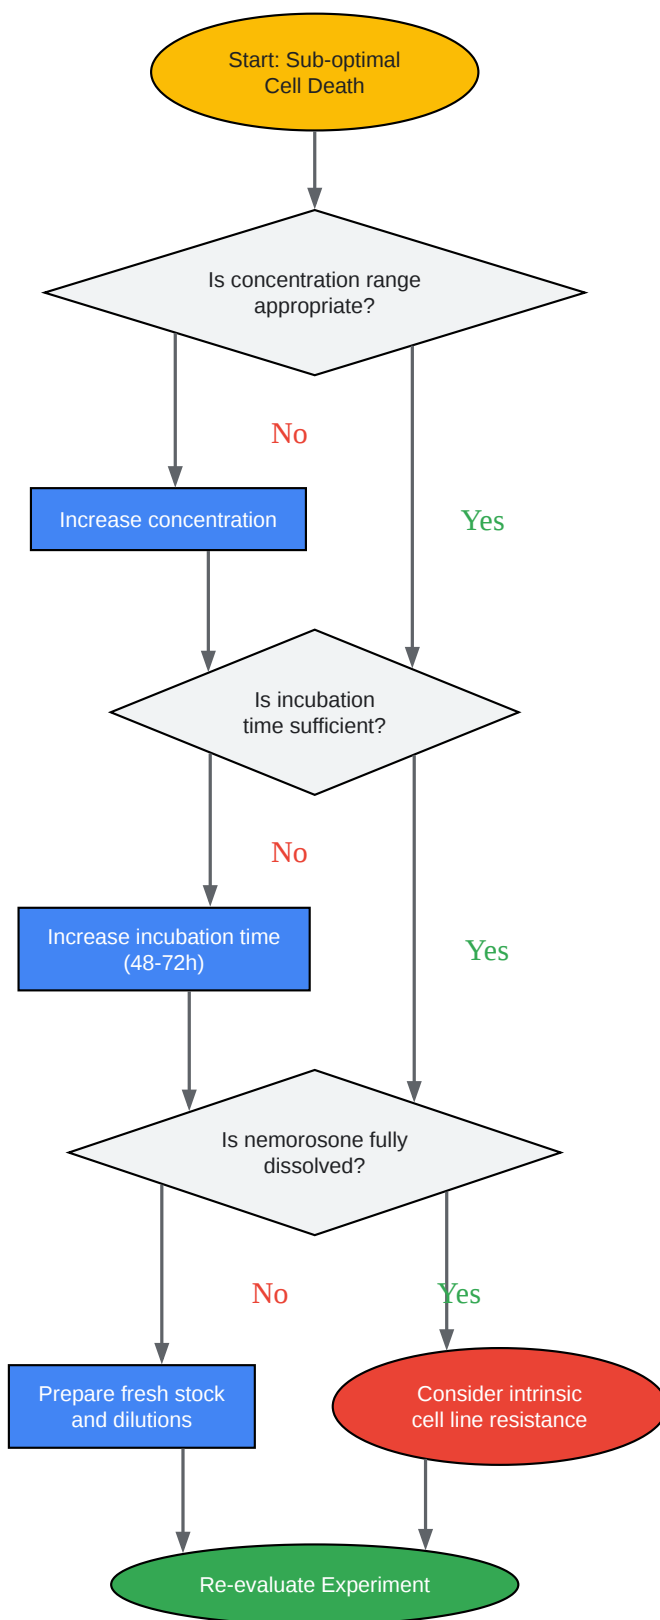 Start: Sub-optimal
Cell Death
Is concentration range
appropriate?
No
Increase concentration
Yes
Is incubation
time sufficient?
No
Increase incubation time
(48-72h)
Yes
Is nemorosone fully
dissolved?
No
Yes
Prepare fresh stock
and dilutions
Consider intrinsic
cell line resistance
Re-evaluate Experiment